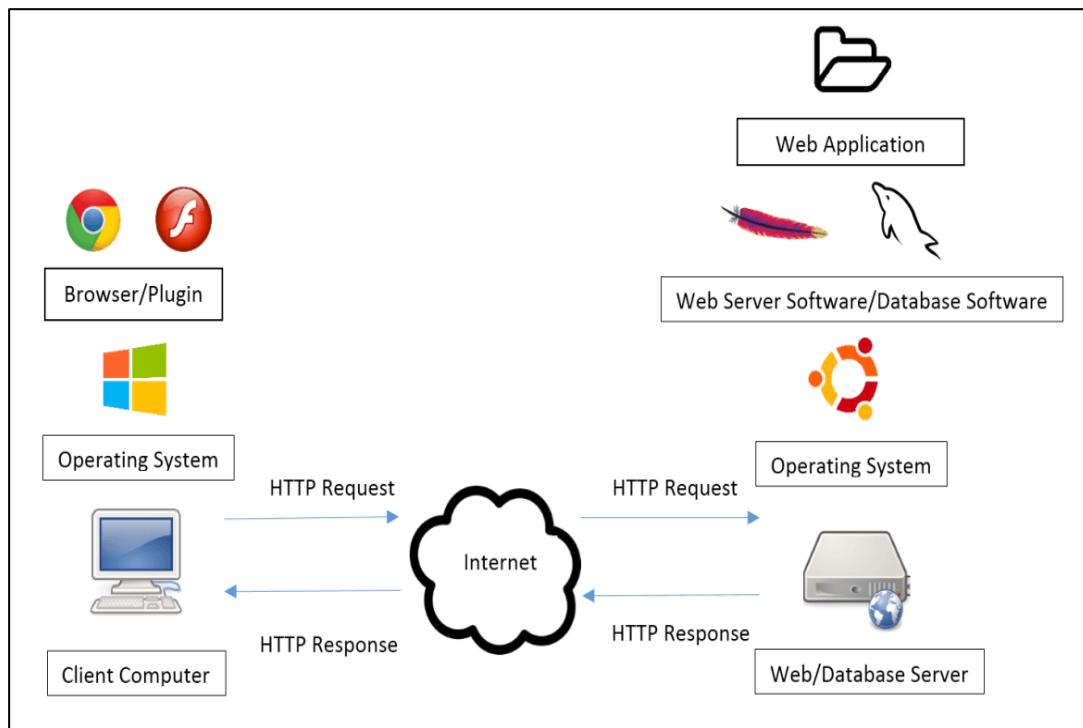 Web Application
Browser/Plugin
Web Server Software/Database Software
Operating System
Operating System
HTTP Request
HTTP Request
Internet
HTTP Response
HTTP Response
Client Computer
Web/Database Server